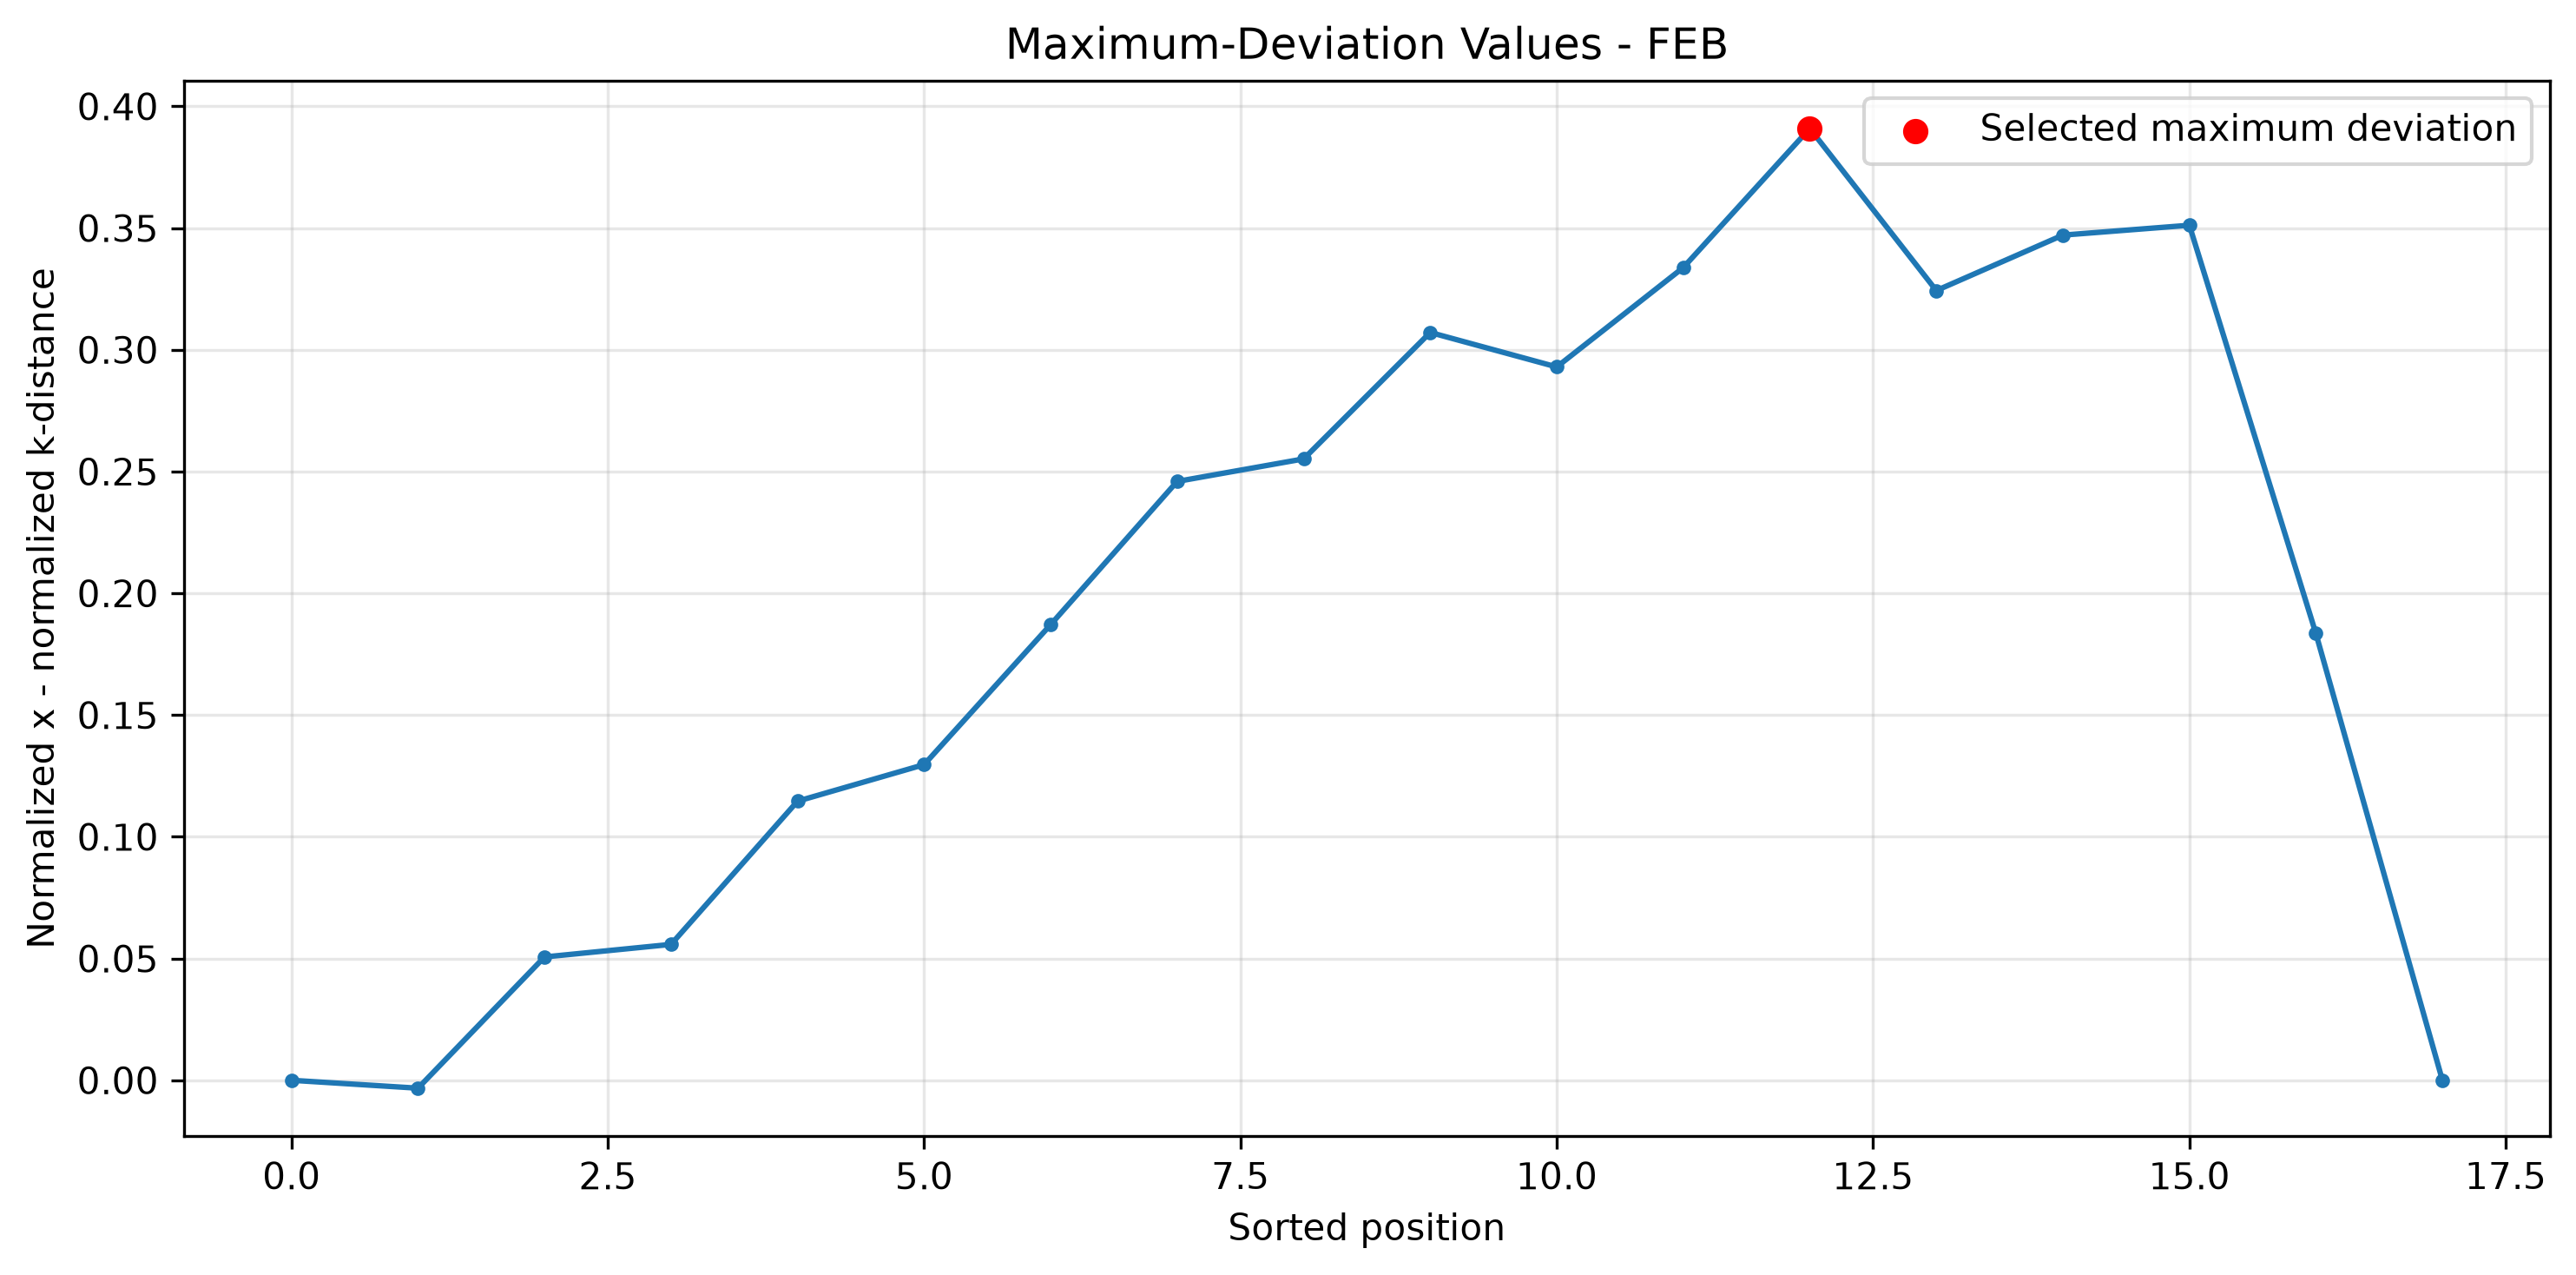 Maximum-Deviation Values - FEB
Normalized x - normalized k-distance
0.40
0.35
0.30
0.25
0.20
0.15
0.10
0.05
0.00
Selected maximum deviation
0.0 2.5 5.0 7.5 10.0 12.5 15.0 17.5
Sorted position